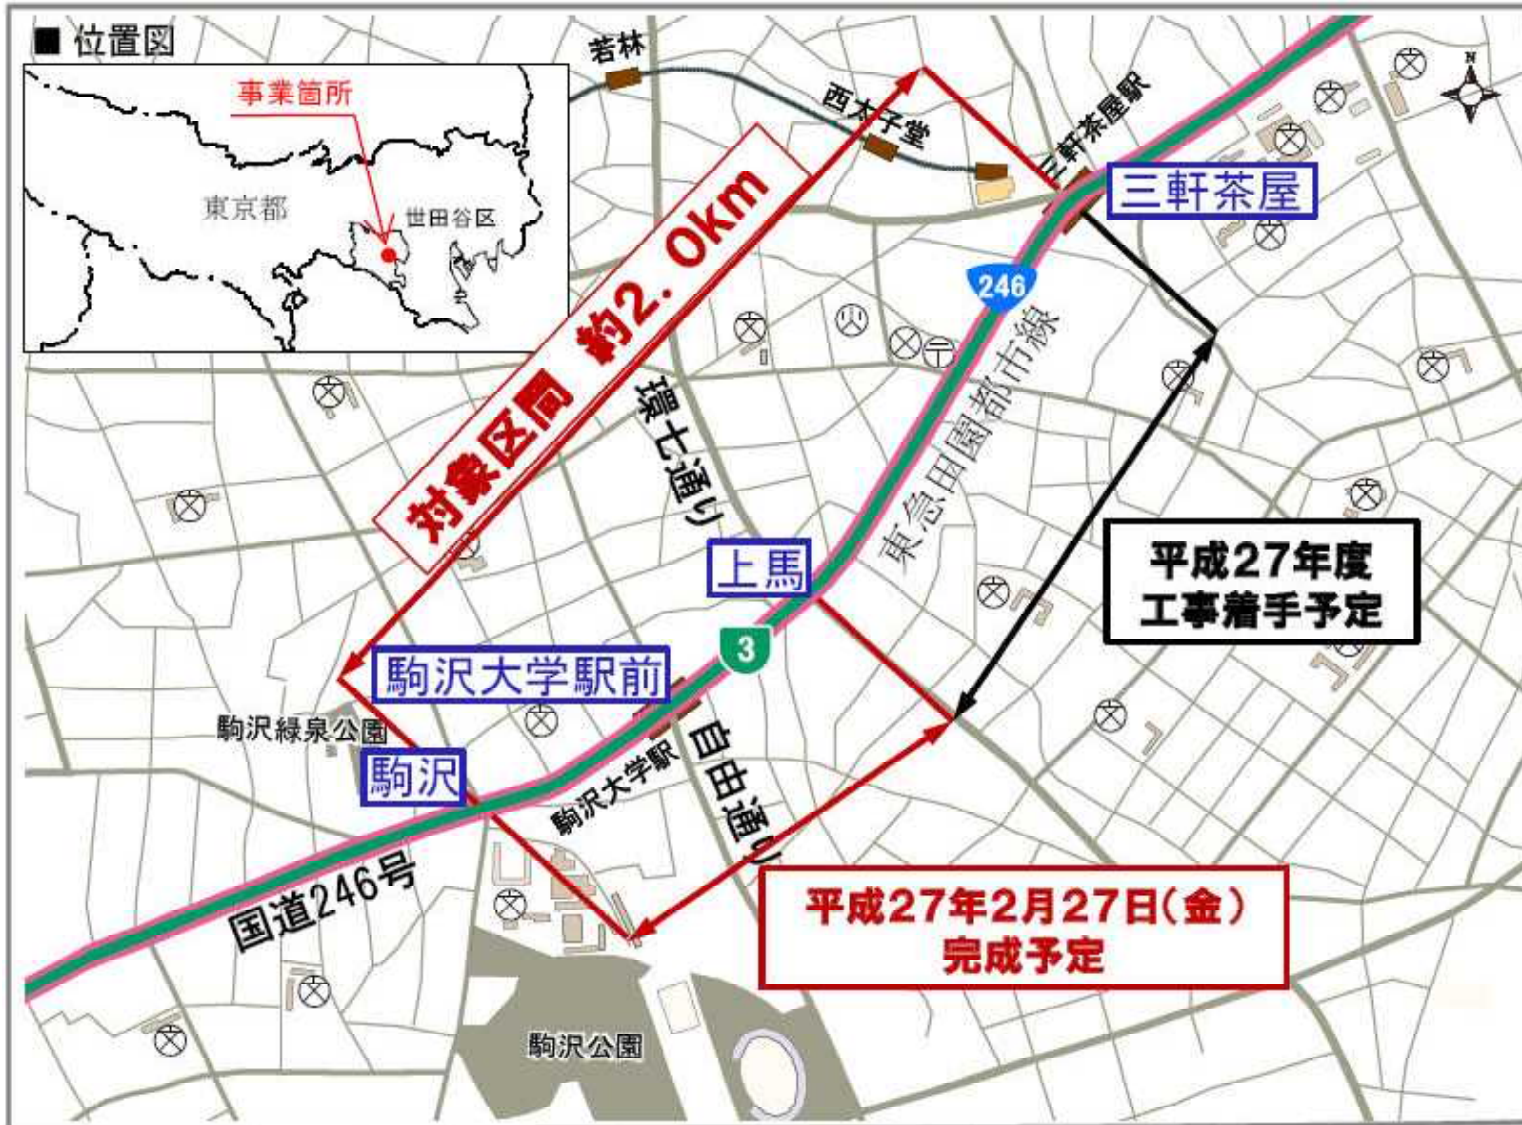 ■ 位置図
事業箇所
東京都
世田谷区
若林
西太子堂
三軒茶屋駅
三軒茶屋
N
246
対象区間 約2.0km
環七通り
東急田園都市線
上馬
平成27年度
工事着手予定
3
駒沢大学駅前
駒沢緑泉公園
駒沢
駒沢大学駅
自由通り
国道246号
平成27年2月27日(金)
完成予定
駒沢公園